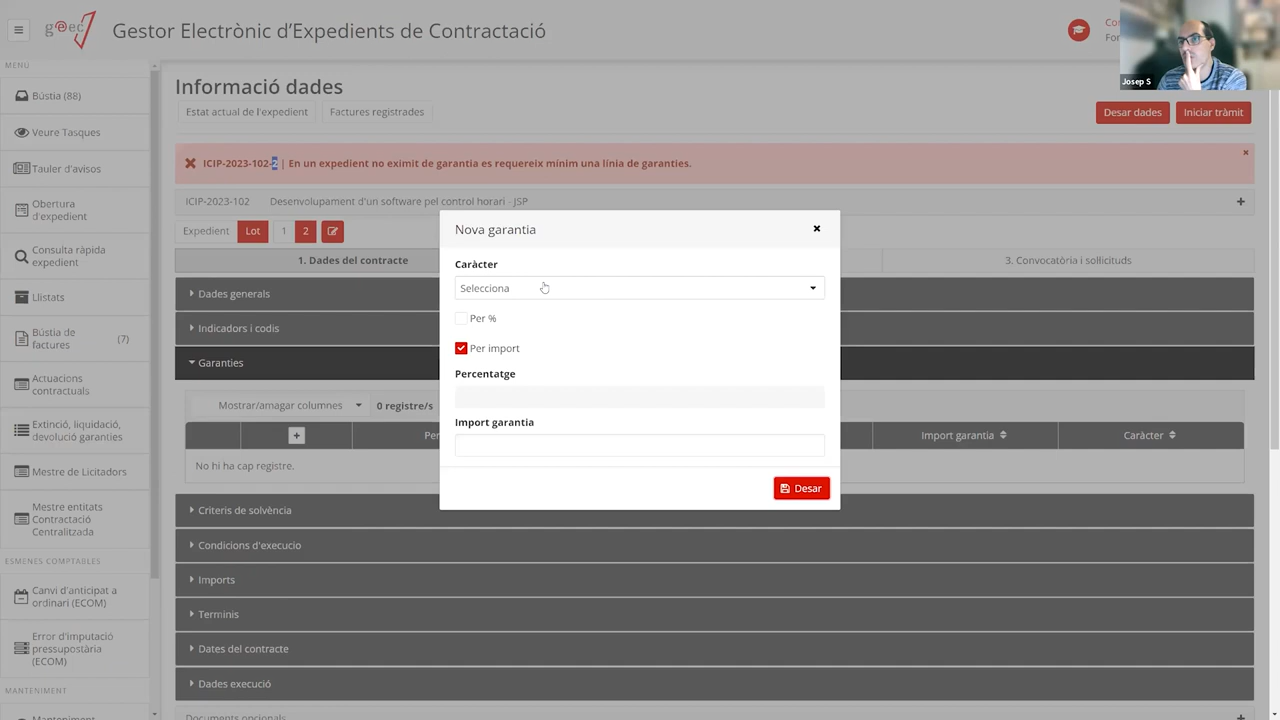 geec
Gestor Electrònic d'Expedients de Contractació
Josep S
MENÚ
Bústia (88)
Veure Tasques
Tauler d'avisos
Obertura
d'expedient
Consulta ràpida
expedient
Llistats
Bústia de
factures
(7)
Actuacions
contractuals
Extinció, liquidació,
devolució garanties
Mestre de Licitadors
Mestre entitats
Contractació
Centralitzada
ESMENES COMPTABLES
Canvi d'anticipat a
ordinari (ECOM)
Error d'imputació
pressupostària
(ECOM)
MANTENIMENT
Manteniment
Informació dades
Estat actual de l'expedient
Factures registrades
Desar dades
Iniciar tràmit
ICIP-2023-102-2 | En un expedient no eximit de garantia es requereix mínim una línia de garanties.
ICIP-2023-102
Desenvolupament d'un software pel control horari - JSP
Expedient
Lot
1
2
1. Dades del contracte
3. Convocatòria i sol·licituds
Dades generals
Indicadors i codis
Garanties
Mostrar/amagar columnes
0 registre/s
Import garantia
Caràcter
No hi ha cap registre.
Criteris de solvència
Condicions d'execucio
Imports
Terminis
Dates del contracte
Dades execució
Documents opcionals
Nova garantia
Caràcter
Selecciona
Per %
Per import
Percentatge
Import garantia
Desar